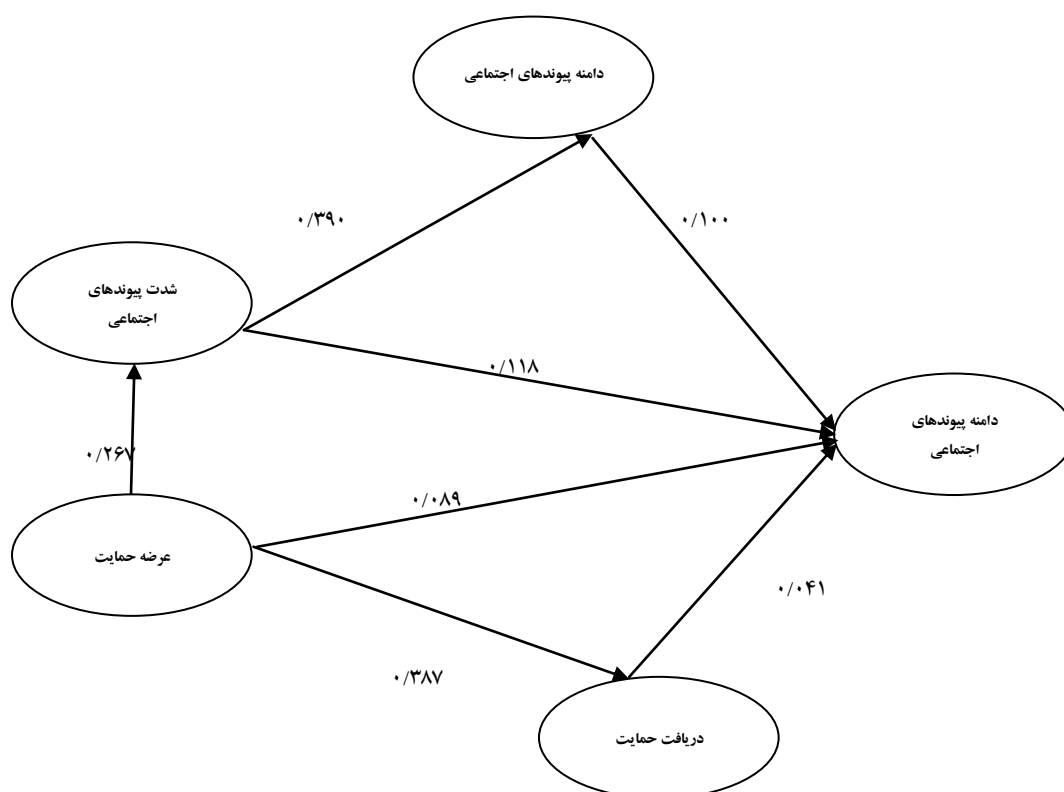 دامنه پیوندهای اجتماعی
۰/۳۹۰
۰/۱۰۰
شدت پیوندهای
اجتماعی
۰/۱۱۸
دامنه پیوندهای
اجتماعی
۰/۲۶۷
۰/۰۸۹
عرضه حمایت
۰/۰۴۱
۰/۳۸۷
دریافت حمایت